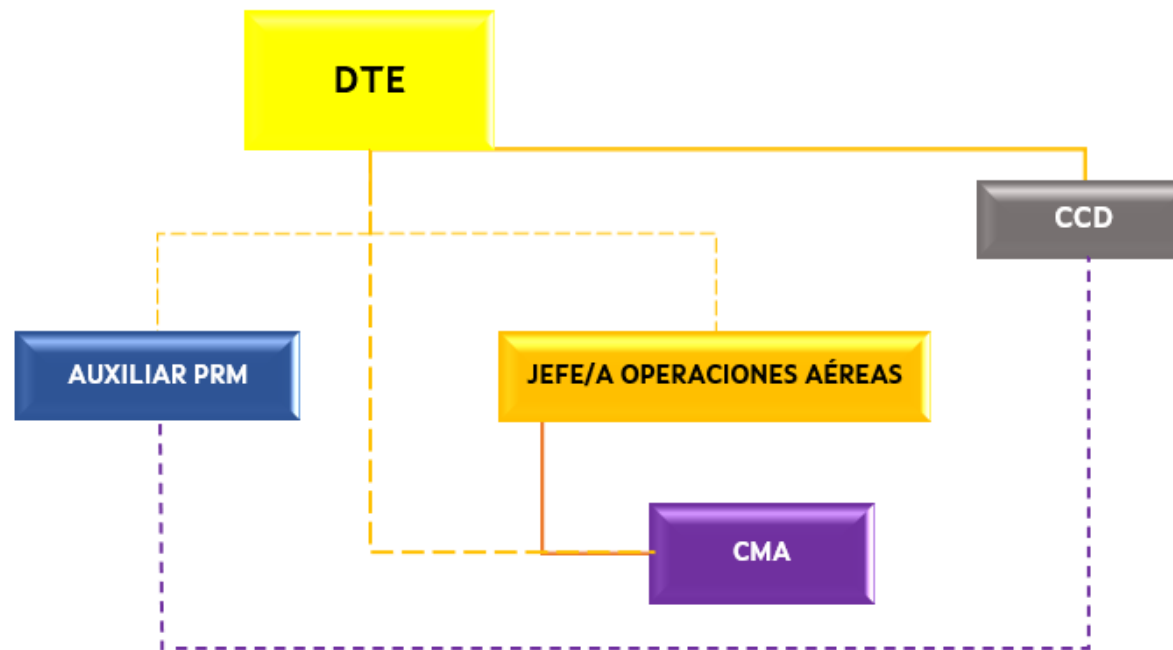 DTE
CCD
AUXILIAR PRM
JEFE/A OPERACIONES AÉREAS
CMA